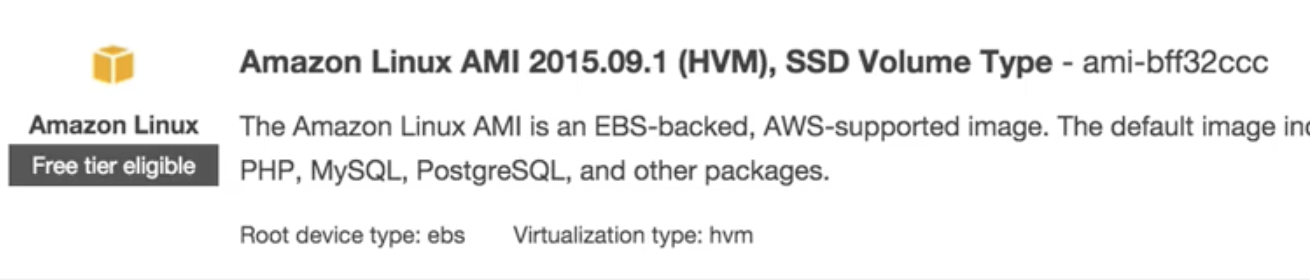 Amazon Linux AMI 2015.09.1 (HVM), SSD Volume Type - ami-bff32ccc
Amazon Linux
Free tier eligible
The Amazon Linux AMI is an EBS-backed, AWS-supported image. The default image
PHP, MySQL, PostgreSQL, and other packages.
Root device type: ebs Virtualization type: hvm